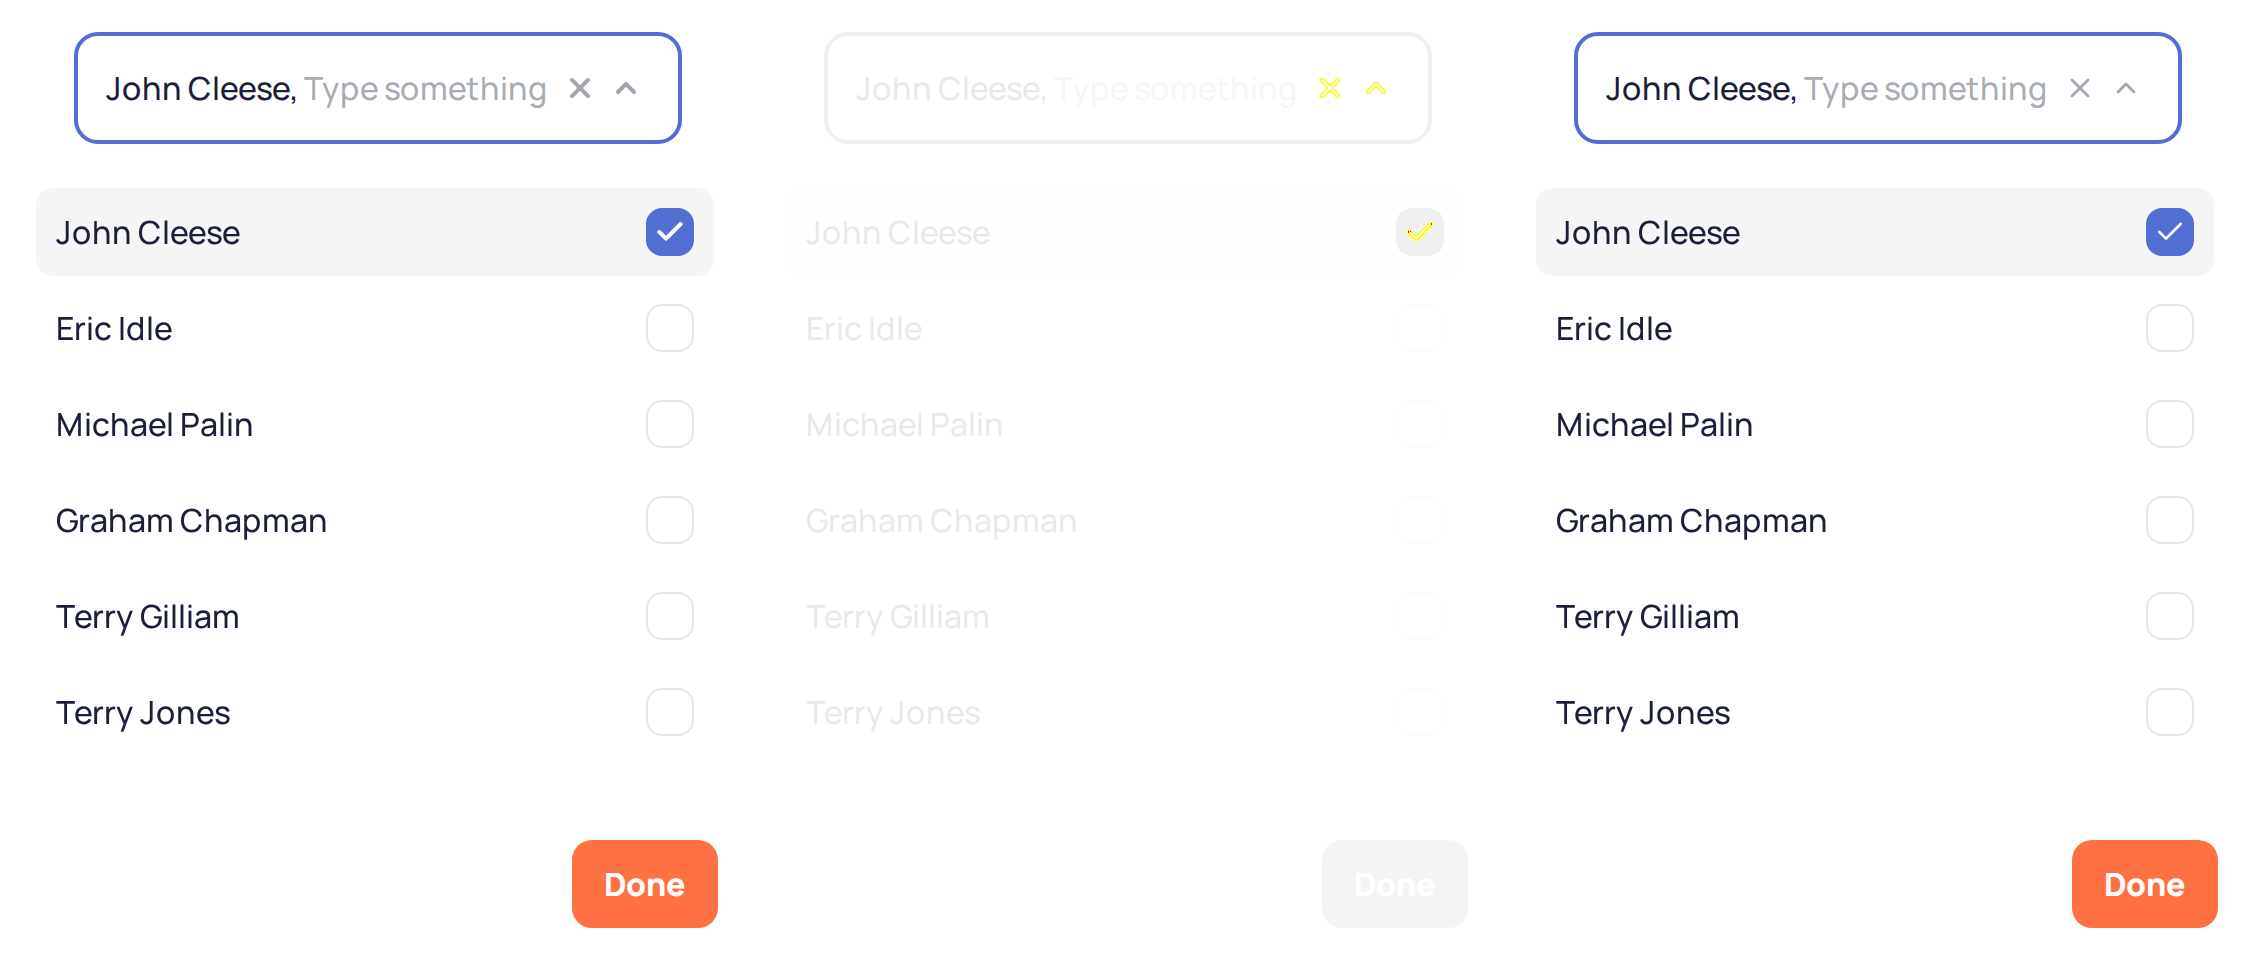 John Cleese, Type something
John Cleese
Eric Idle
Michael Palin
Graham Chapman
Terry Gilliam
Terry Jones
Done
John Cleese, Type something
John Cleese
Eric Idle
Michael Palin
Graham Chapman
Terry Gilliam
Terry Jones
Done
John Cleese, Type something
John Cleese
Eric Idle
Michael Palin
Graham Chapman
Terry Gilliam
Terry Jones
Done